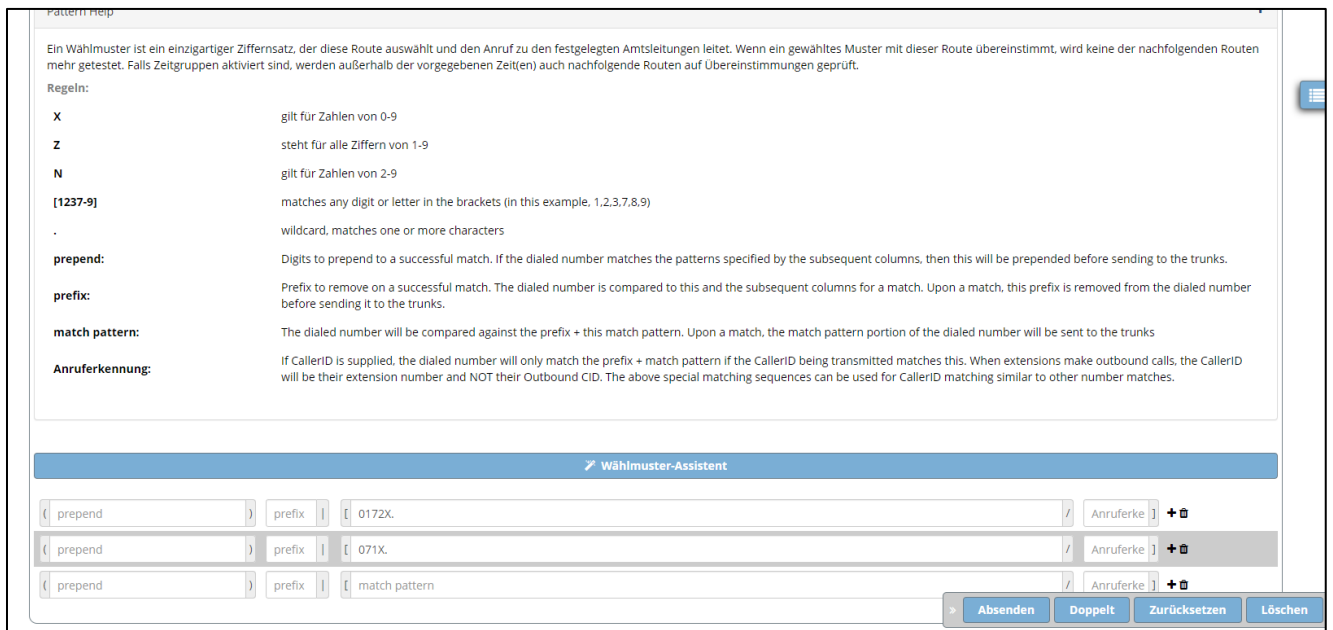 Pattern Help
Ein Wählmuster ist ein einzigartiger Ziffernsatz, der diese Route auswählt und den Anruf zu den festgelegten Amtsleitungen leitet. Wenn ein gewähltes Muster mit dieser Route übereinstimmt, wird keine der nachfolgenden Routen
mehr getestet. Falls Zeitgruppen aktiviert sind, werden außerhalb der vorgegebenen Zeit(en) auch nachfolgende Routen auf Übereinstimmungen geprüft.
Regeln:
X gilt für Zahlen von 0-9
Z steht für alle Ziffern von 1-9
N gilt für Zahlen von 2-9
[1237-9] matches any digit or letter in the brackets (in this example, 1,2,3,7,8,9)
. wildcard, matches one or more characters
prepend: Digits to prepend to a successful match. If the dialed number matches the patterns specified by the subsequent columns, then this will be prepended before sending to the trunks.
prefix: Prefix to remove on a successful match. The dialed number is compared to this and the subsequent columns for a match. Upon a match, this prefix is removed from the dialed number
before sending it to the trunks.
match pattern: The dialed number will be compared against the prefix + this match pattern. Upon a match, the match pattern portion of the dialed number will be sent to the trunks
Anruferkennung: If CallerID is supplied, the dialed number will only match the prefix + match pattern if the CallerID being transmitted matches this. When extensions make outbound calls, the CallerID
will be their extension number and NOT their Outbound CID. The above special matching sequences can be used for CallerID matching similar to other number matches.
Wählmuster-Assistent
( prepend ) prefix | [ 0172X. / Anruferke ]
( prepend ) prefix | [ 071X. / Anruferke ]
( prepend ) prefix | [ match pattern / Anruferke ]
» Absenden Doppelt Zurücksetzen Löschen